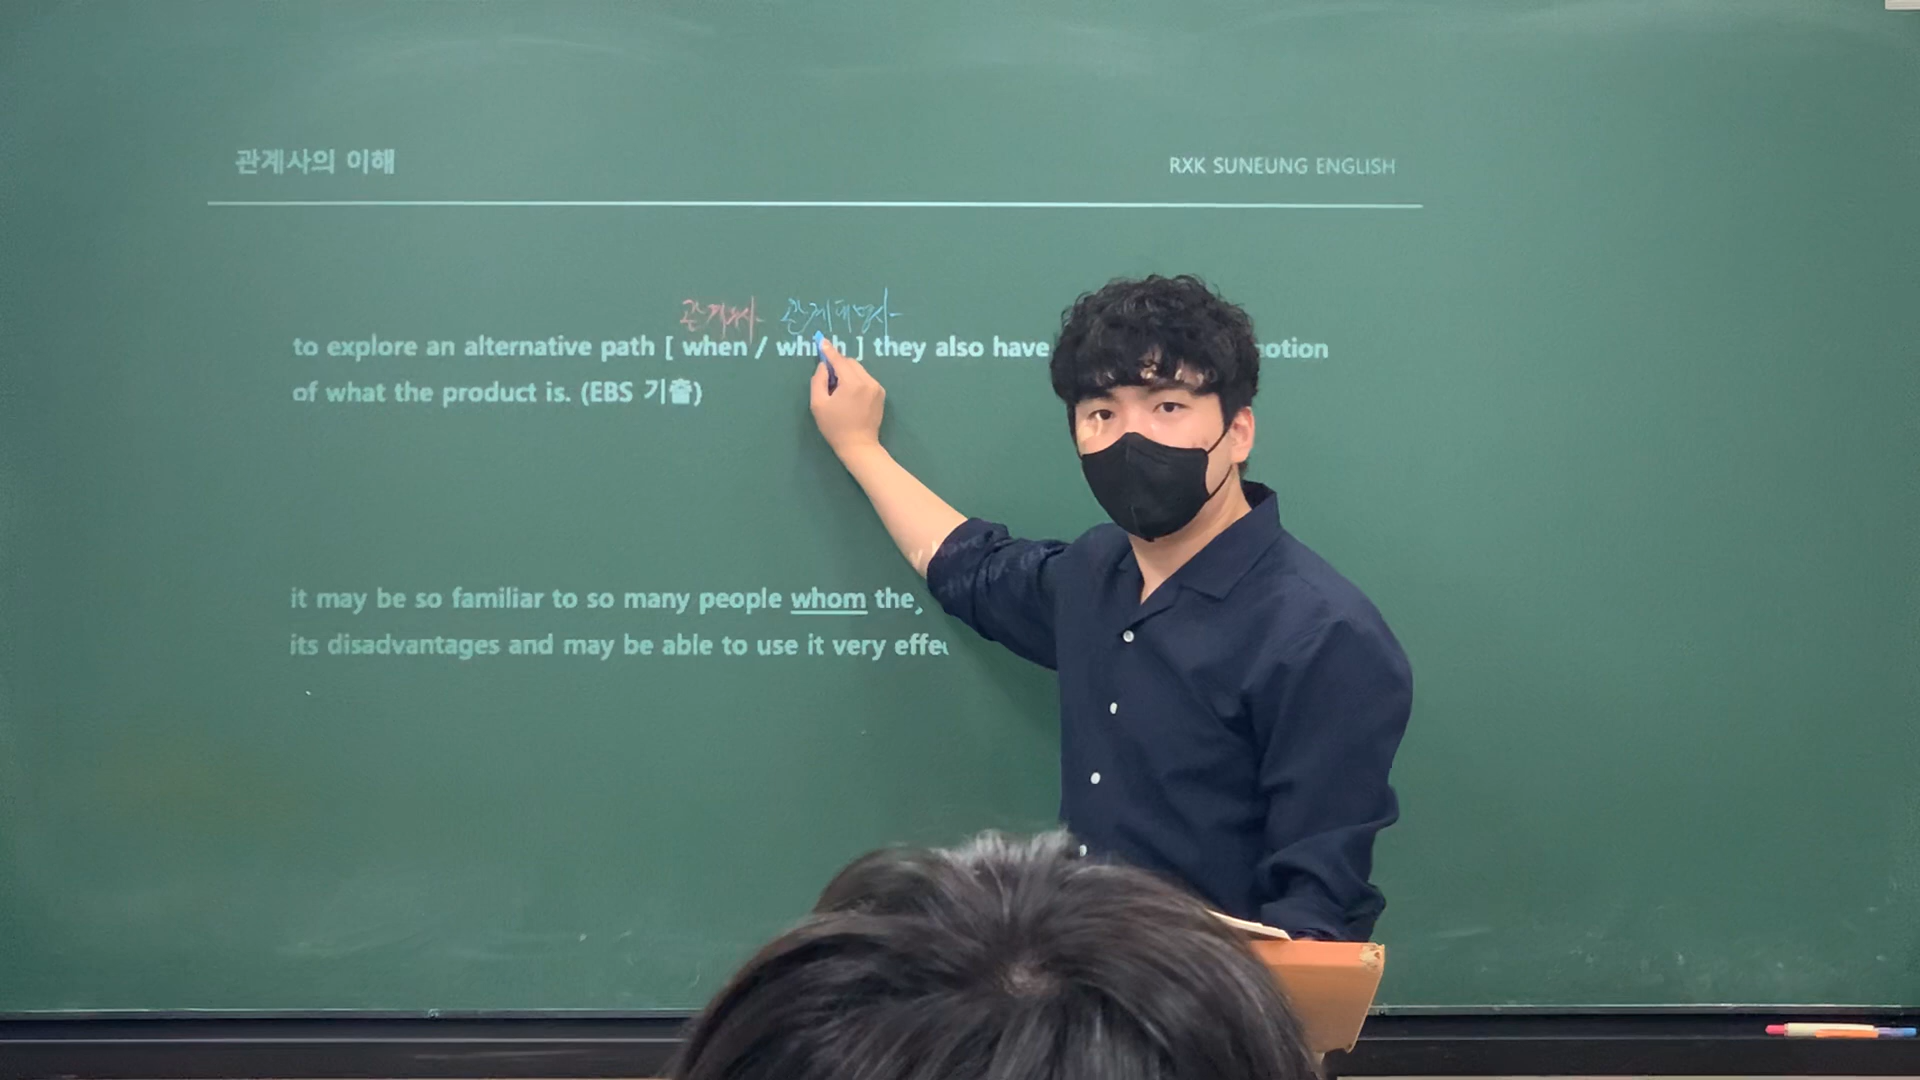 관계사의 이해
RXK SUNEUNG ENGLISH
관계부사 관계대명사
to explore an alternative path [ when / which ] they also have otion
of what the product is. (EBS 기출)
it may be so familiar to so many people whom the
its disadvantages and may be able to use it very effe